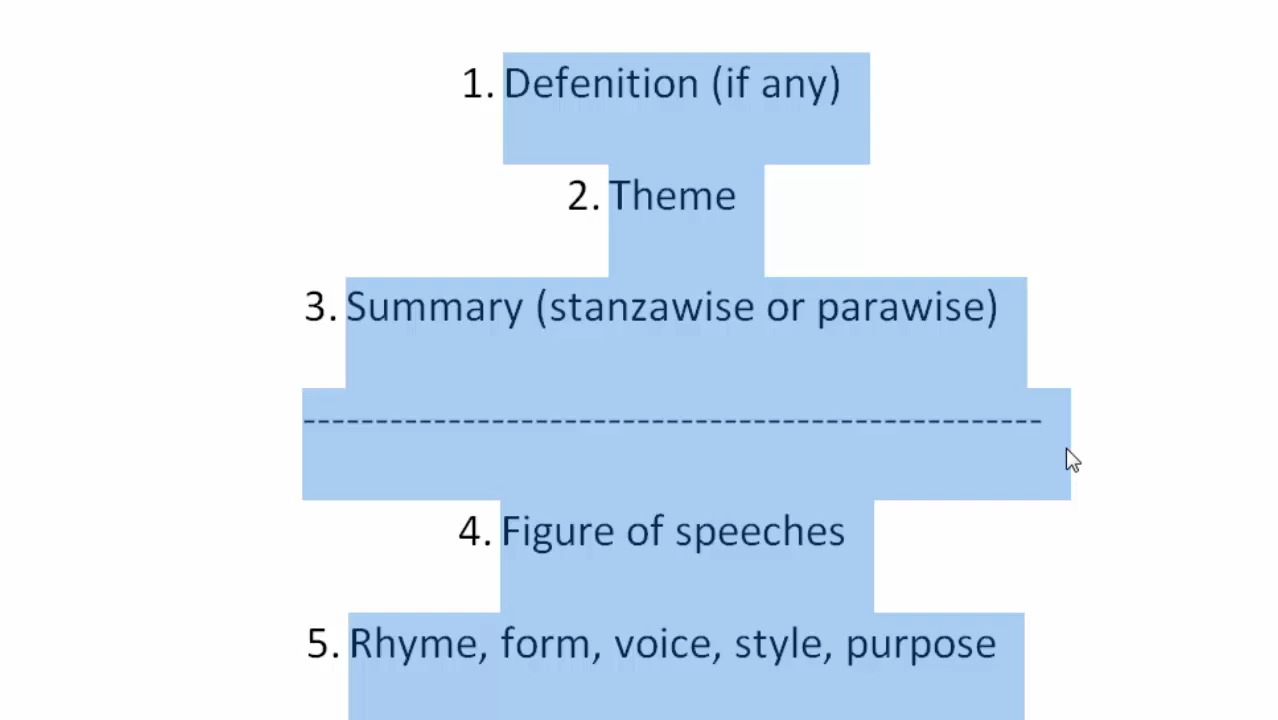 1. Defenition (if any)
2. Theme
3. Summary (stanzawise or parawise)
---------------------------------------------------
4. Figure of speeches
5. Rhyme, form, voice, style, purpose